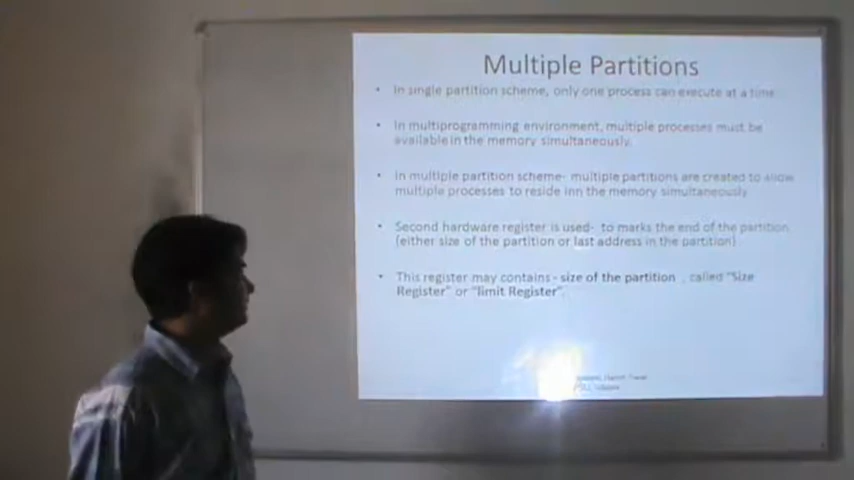 Multiple Partitions
• In single partition scheme, only one process can execute at a time
• In multiprogramming environment, multiple processes must be
available in the memory simultaneously.
• In multiple partition scheme- multiple partitions are created to allow
multiple processes to reside inn the memory simultaneously
• Second hardware register is used- to marks the end of the partition
(either size of the partition or last address in the partition)
• This register may contains - size of the partition , called "Size
Register" or "limit Register".